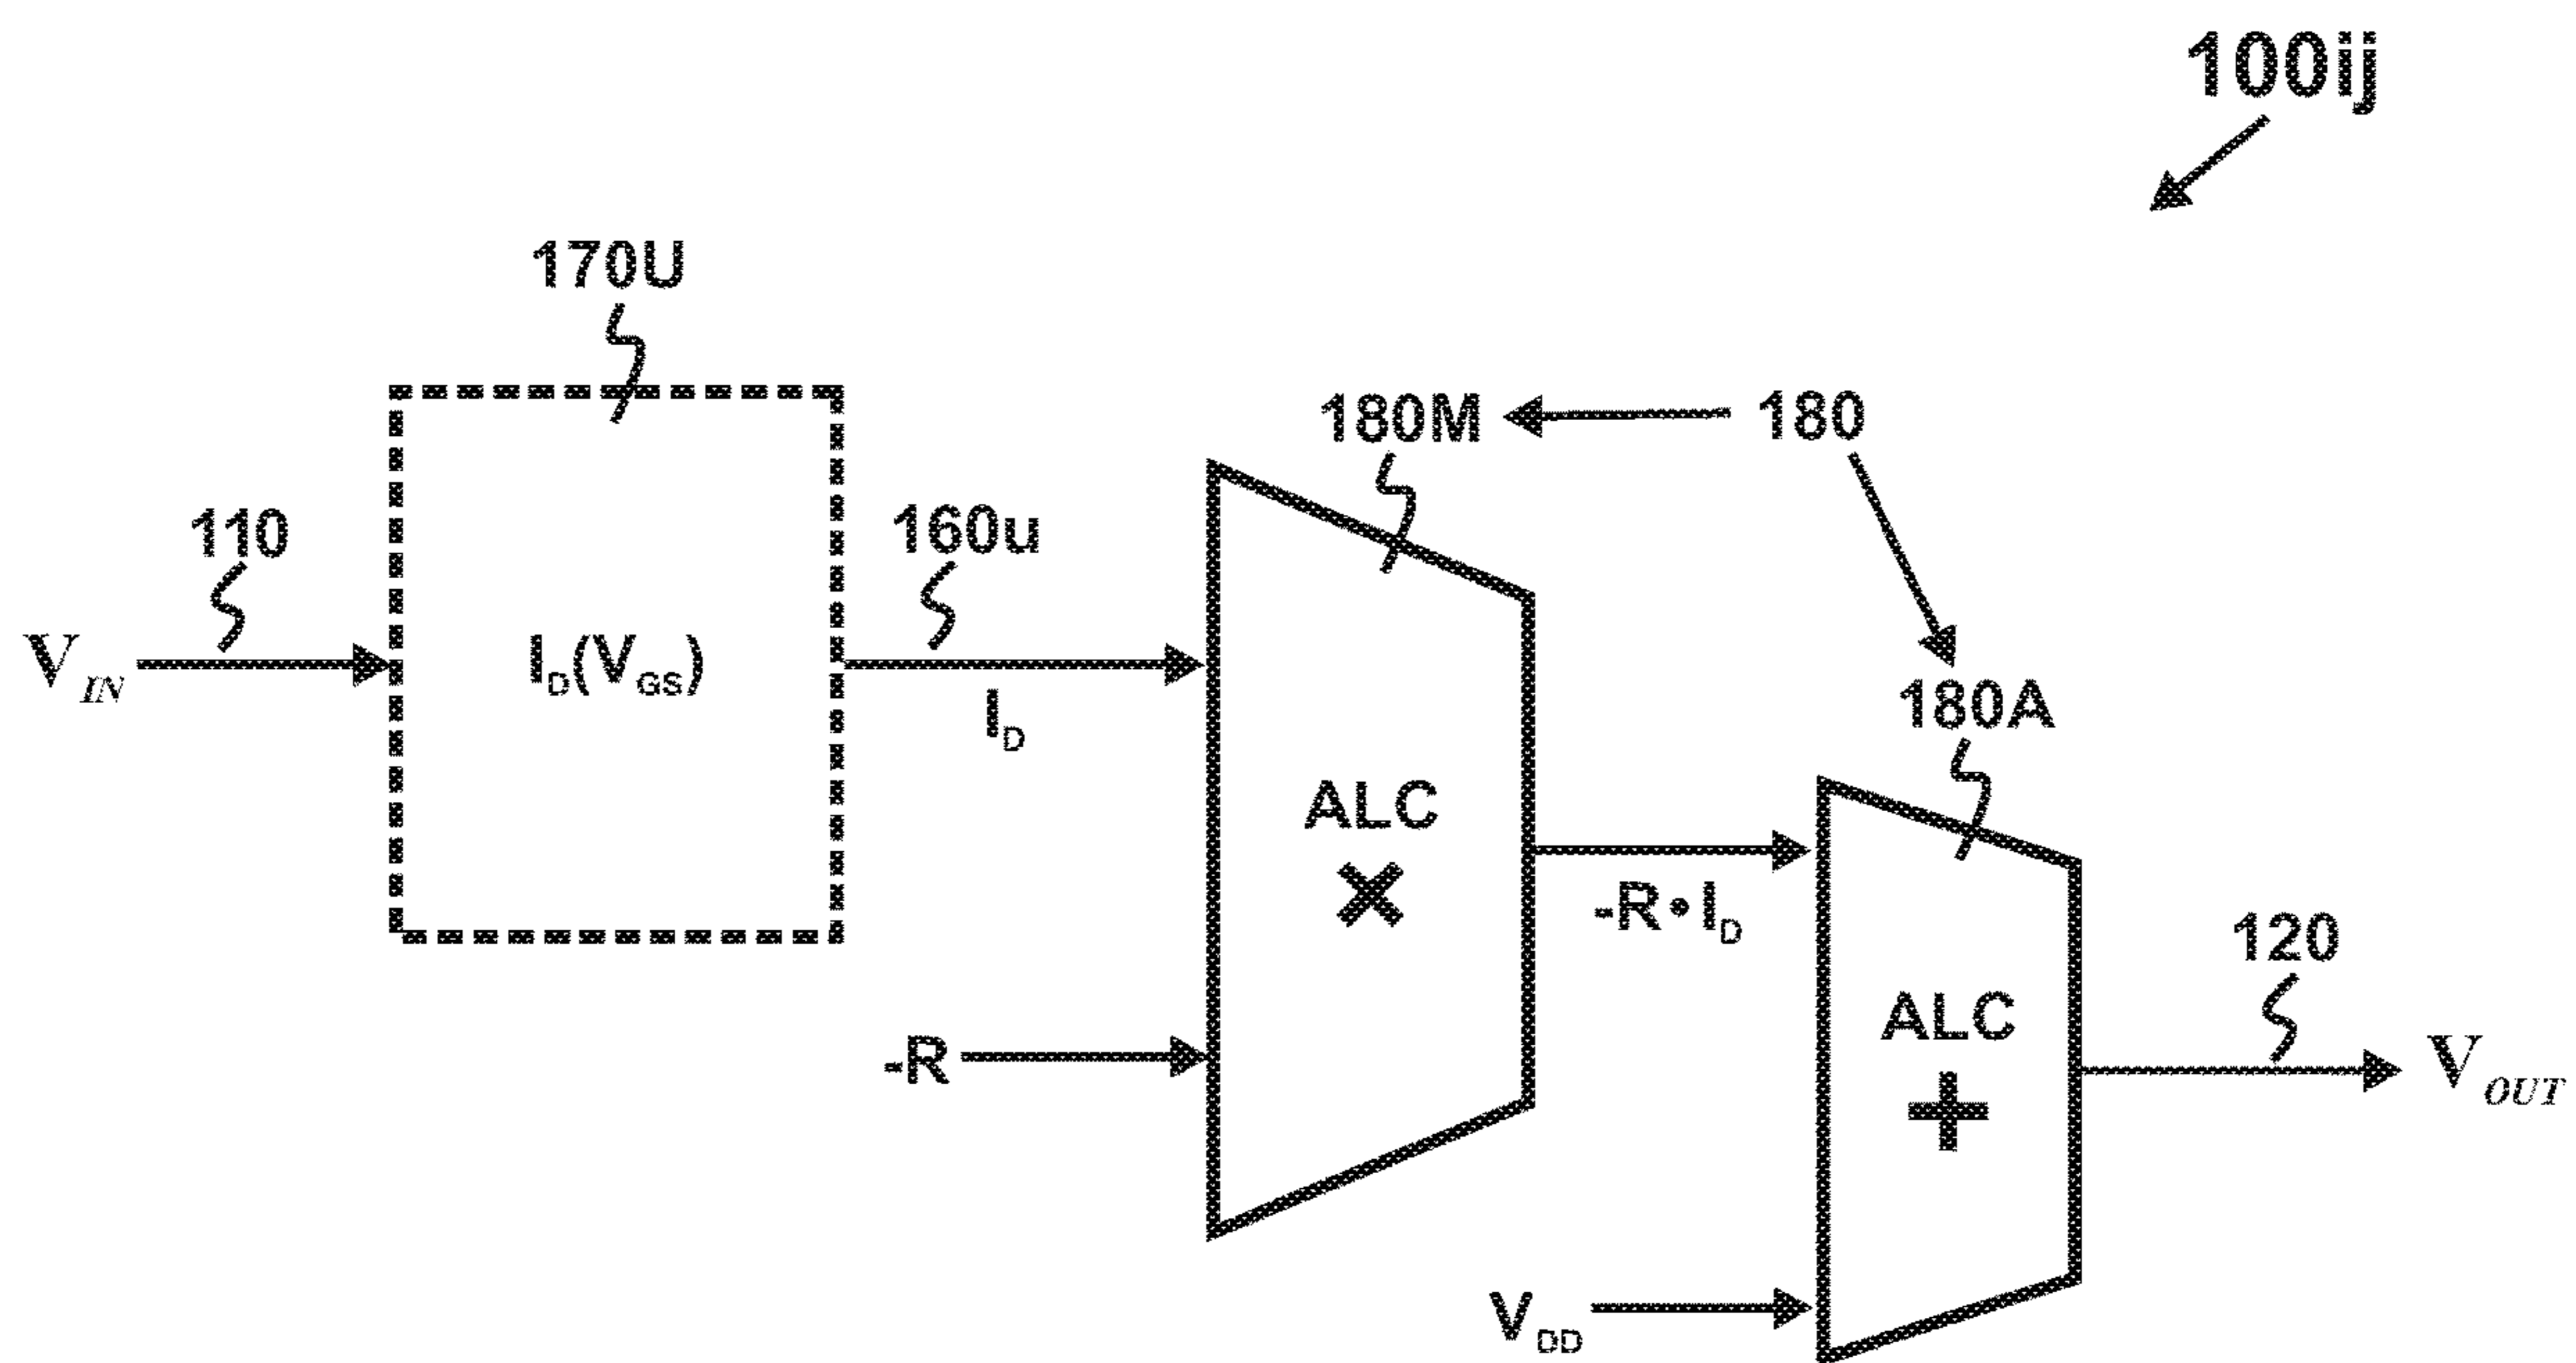 100ij
170U
180M
180
110
160u
V_IN
I_D(V_GS)
I_D
180A
ALC
×
-R•I_D
120
-R
ALC
+
V_OUT
V_DD